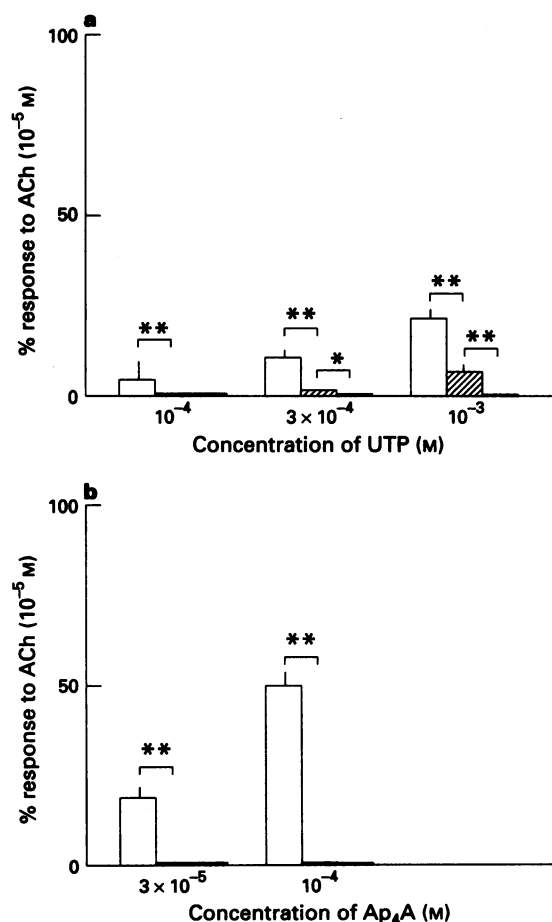 a
100
50
0
% response to ACh (10⁻⁵ M)
**
**
*
**
**
10⁻⁴
3 × 10⁻⁴
10⁻³
Concentration of UTP (M)
b
100
50
0
% response to ACh (10⁻⁵ M)
**
**
3 × 10⁻⁵
10⁻⁴
Concentration of Ap₄A (M)